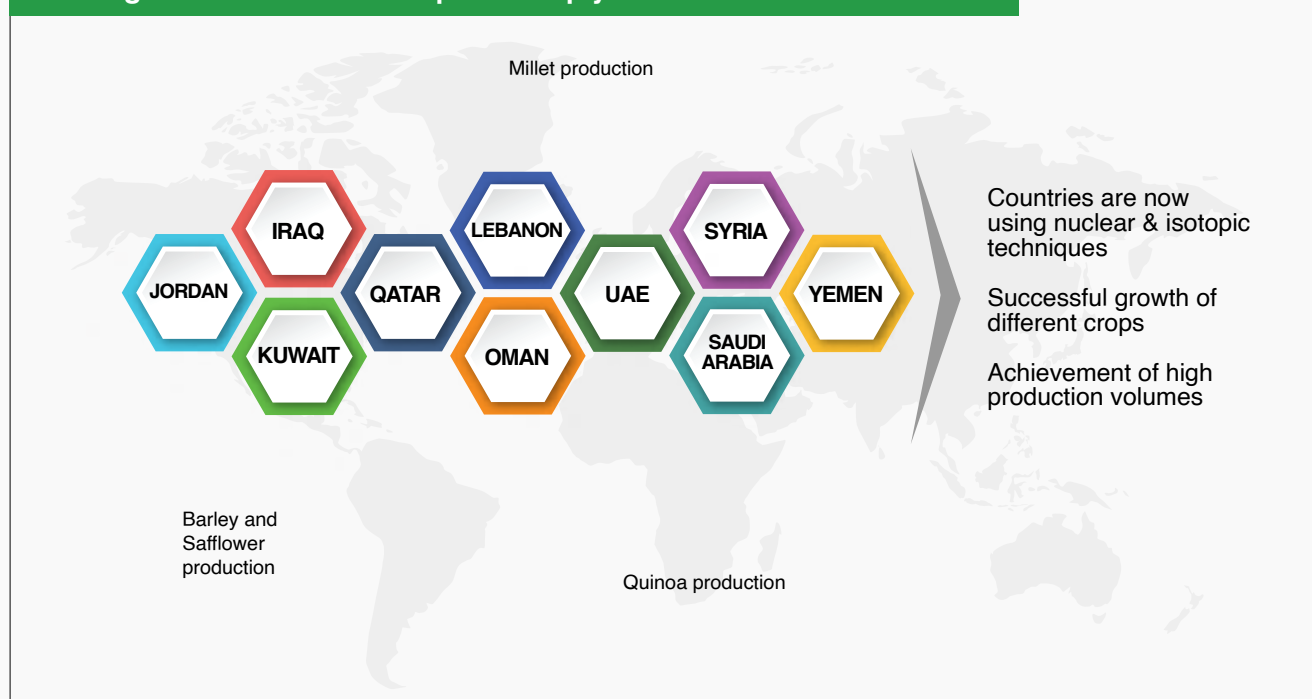 Millet production
IRAQ
LEBANON
SYRIA
JORDAN
QATAR
UAE
YEMEN
KUWAIT
OMAN
SAUDI
ARABIA
Countries are now
using nuclear & isotopic
techniques
Successful growth of
different crops
Achievement of high
production volumes
Barley and
Safflower
production
Quinoa production